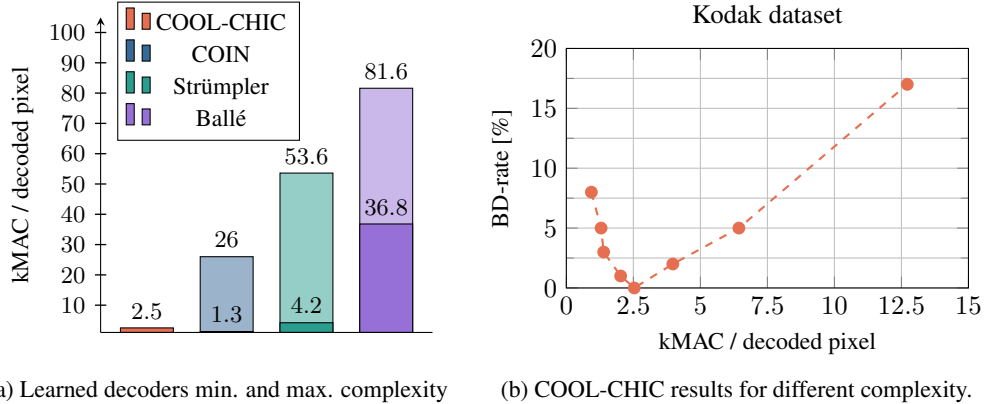 kMAC / decoded pixel
100
90
80
70
60
50
40
30
20
10
COOL-CHIC
COIN
Strümpler
Ballé
2.5
26
1.3
53.6
4.2
81.6
36.8
a) Learned decoders min. and max. complexity
Kodak dataset
BD-rate [%]
20
15
10
5
0
0 2.5 5 7.5 10 12.5 15
kMAC / decoded pixel
(b) COOL-CHIC results for different complexity.